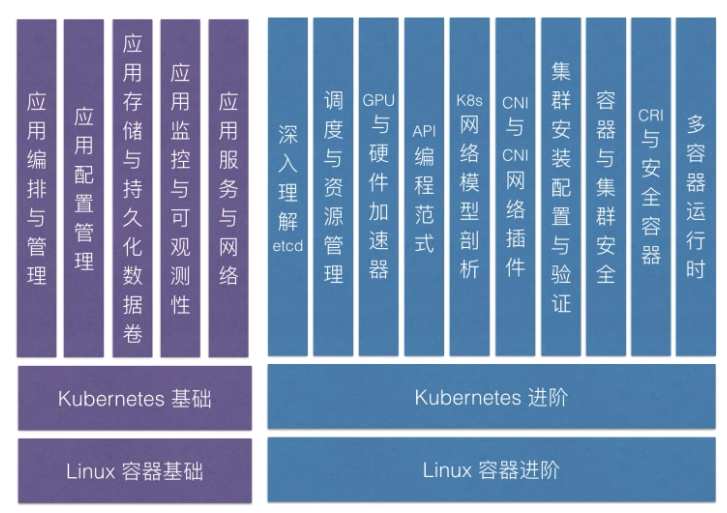 应用编排与管理
应用配置管理
应用存储与持久化数据卷
应用监控与可观测性
应用服务与网络
深入理解etcd
调度与资源管理
GPU与硬件加速器
API编程范式
K8s网络模型剖析
CNI与CNI网络插件
集群安装配置与验证
容器与集群安全
CRI与安全容器
多容器运行时
Kubernetes 基础
Kubernetes 进阶
Linux 容器基础
Linux 容器进阶